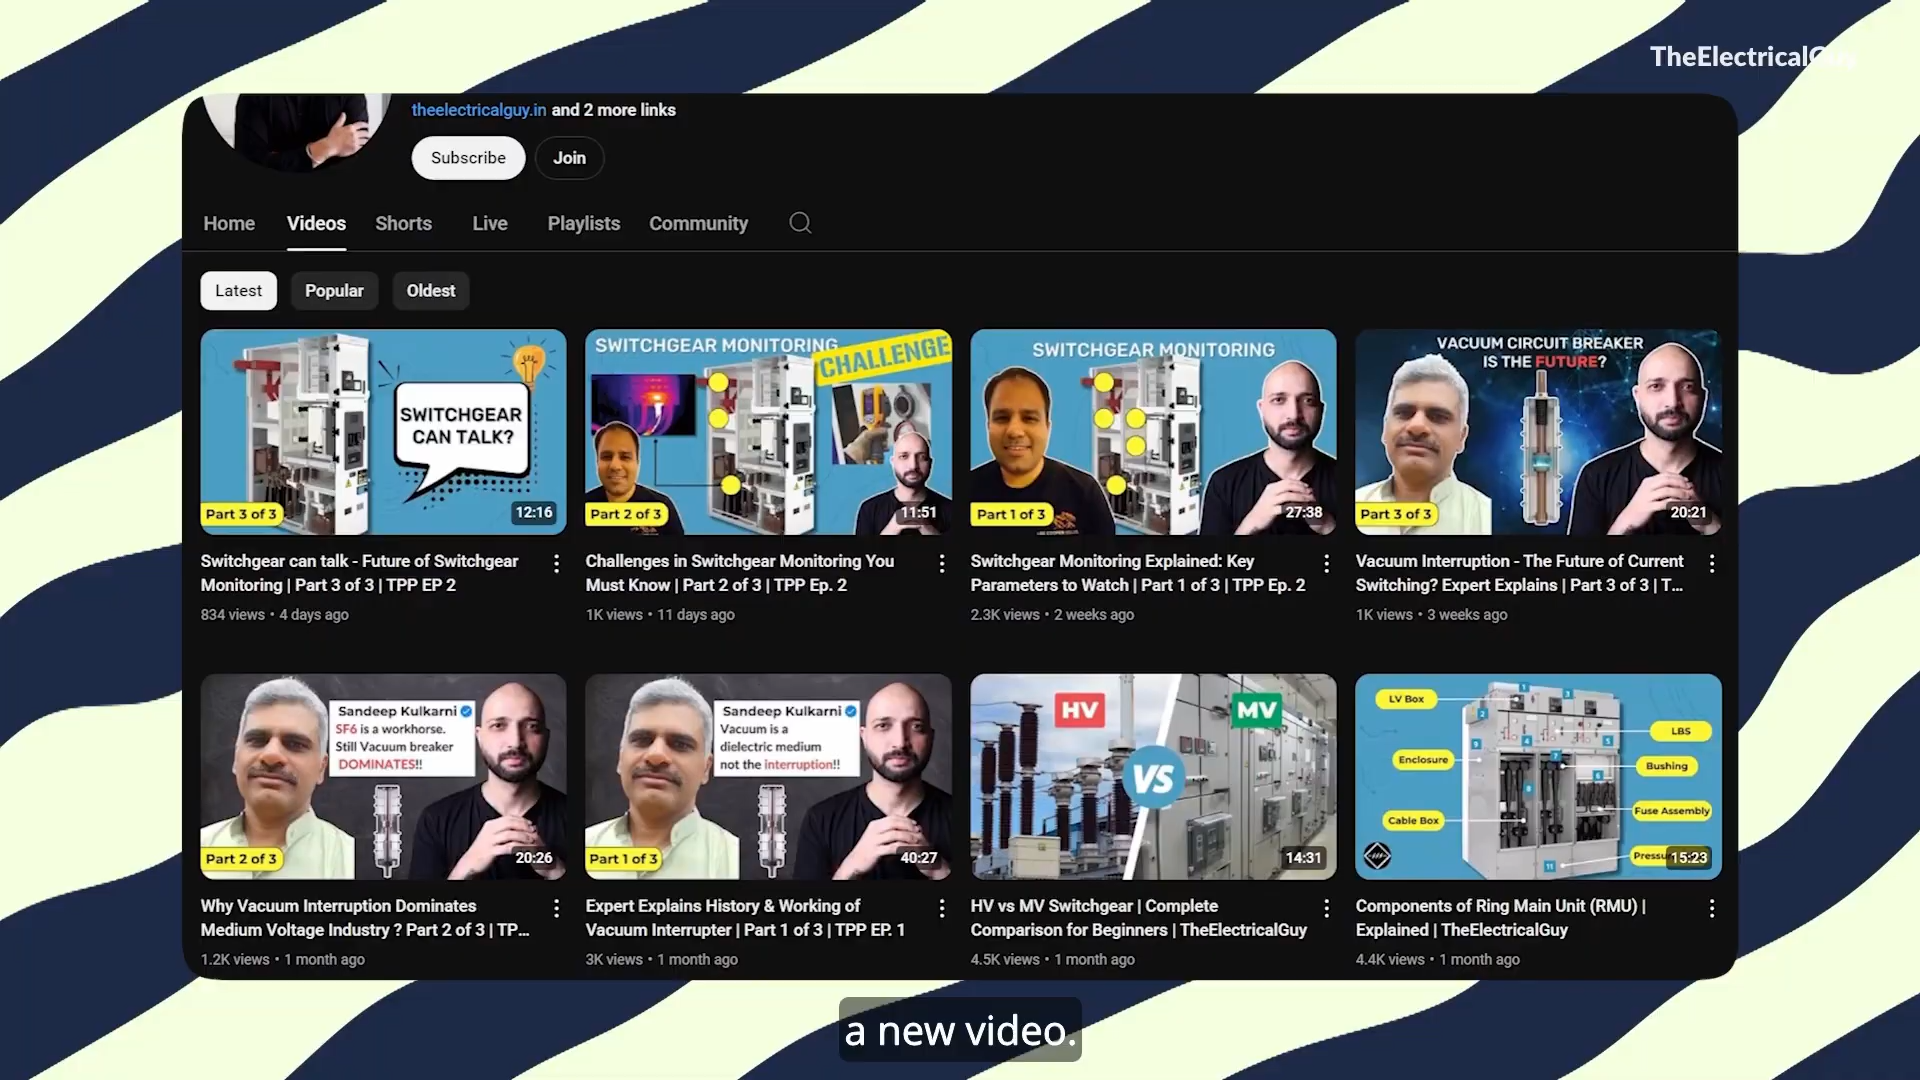 TheElectricalGuy
theelectricalguy.in and 2 more links
Subscribe
Join
Home
Videos
Shorts
Live
Playlists
Community
Latest
Popular
Oldest
SWITCHGEAR
CAN TALK?
Part 3 of 3
12:16
SWITCHGEAR MONITORING
CHALLENGE
Part 2 of 3
11:51
SWITCHGEAR MONITORING
Part 1 of 3
27:38
VACUUM CIRCUIT BREAKER
IS THE FUTURE?
Part 3 of 3
20:21
Switchgear can talk - Future of Switchgear
Monitoring | Part 3 of 3 | TPP EP 2
834 views • 4 days ago
Challenges in Switchgear Monitoring You
Must Know | Part 2 of 3 | TPP Ep. 2
1K views • 11 days ago
Switchgear Monitoring Explained: Key
Parameters to Watch | Part 1 of 3 | TPP Ep. 2
2.3K views • 2 weeks ago
Vacuum Interruption - The Future of Current
Switching? Expert Explains | Part 3 of 3 | T...
1K views • 3 weeks ago
Sandeep Kulkarni
SF6 is a workhorse.
Still Vacuum breaker
DOMINATES!!
Part 2 of 3
20:26
Sandeep Kulkarni
Vacuum is a
dielectric medium
not the interruption!!
Part 1 of 3
40:27
HV
MV
VS
14:31
LV Box
LBS
Enclosure
Bushing
Fuse Assembly
Cable Box
15:23
Why Vacuum Interruption Dominates
Medium Voltage Industry ? Part 2 of 3 | TP...
1.2K views • 1 month ago
Expert Explains History & Working of
Vacuum Interrupter | Part 1 of 3 | TPP EP. 1
3K views • 1 month ago
HV vs MV Switchgear | Complete
Comparison for Beginners | TheElectricalGuy
4.5K views • 1 month ago
Components of Ring Main Unit (RMU) |
Explained | TheElectricalGuy
4.4K views • 1 month ago
a new video.